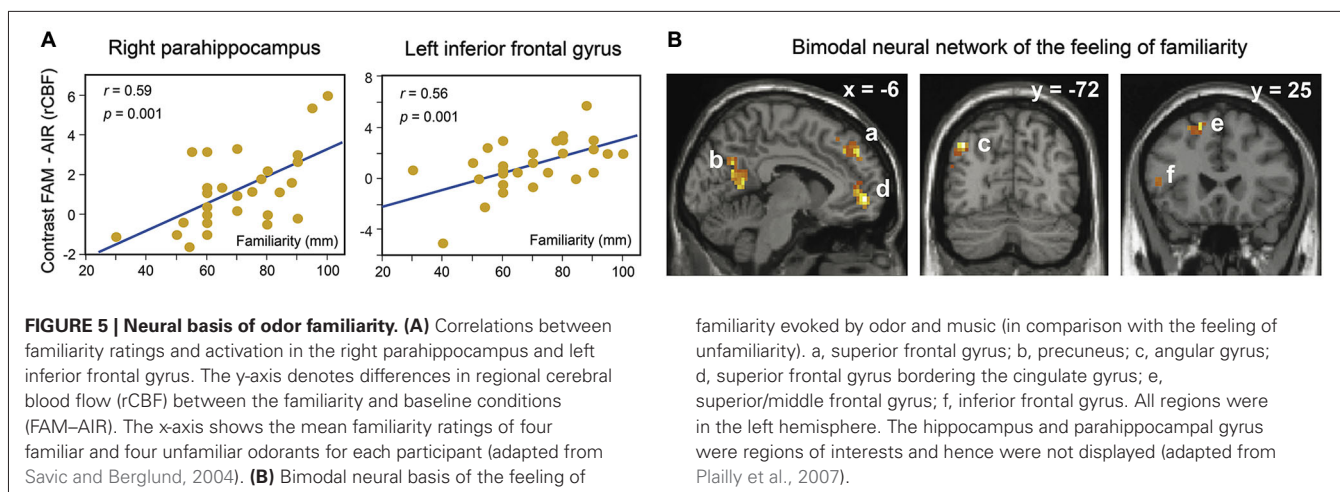 A
Right parahippocampus
Contrast FAM - AIR (rCBF)
r = 0.59
p = 0.001
6
4
2
0
-2
Familiarity (mm)
20 40 60 80 100
Left inferior frontal gyrus
r = 0.56
p = 0.001
8
4
0
-4
Familiarity (mm)
20 40 60 80 100
B
Bimodal neural network of the feeling of familiarity
x = -6
a
b
d
y = -72
c
y = 25
e
f
FIGURE 5 | Neural basis of odor familiarity. (A) Correlations between
familiarity ratings and activation in the right parahippocampus and left
inferior frontal gyrus. The y-axis denotes differences in regional cerebral
blood flow (rCBF) between the familiarity and baseline conditions
(FAM–AIR). The x-axis shows the mean familiarity ratings of four
familiar and four unfamiliar odorants for each participant (adapted from
Savic and Berglund, 2004). (B) Bimodal neural basis of the feeling of
familiarity evoked by odor and music (in comparison with the feeling of
unfamiliarity). a, superior frontal gyrus; b, precuneus; c, angular gyrus;
d, superior frontal gyrus bordering the cingulate gyrus; e,
superior/middle frontal gyrus; f, inferior frontal gyrus. All regions were
in the left hemisphere. The hippocampus and parahippocampal gyrus
were regions of interests and hence were not displayed (adapted from
Plailly et al., 2007).